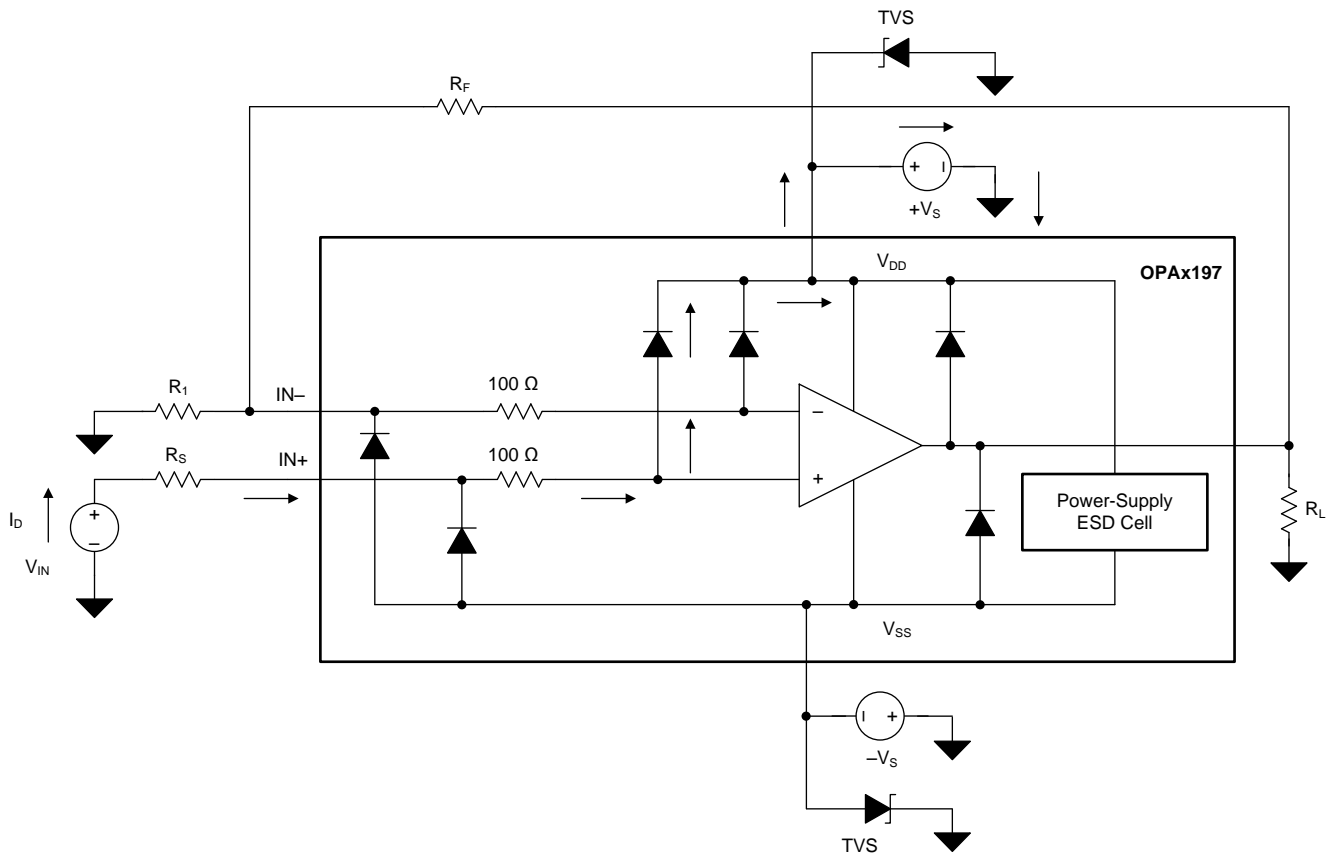 TVS
RF
+VS
VDD
OPAx197
R1
IN–
100 Ω
RS
IN+
100 Ω
–
+
ID
+
–
VIN
Power-Supply
ESD Cell
RL
VSS
–VS
TVS